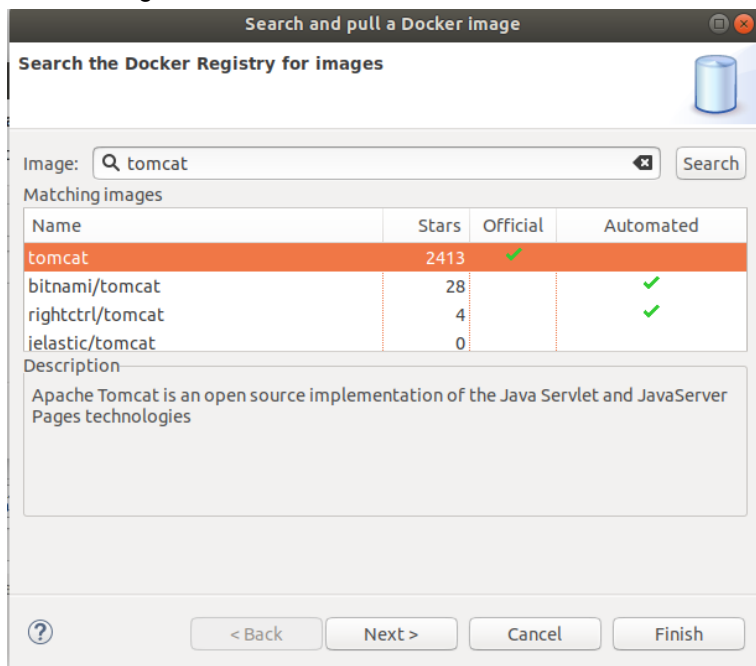 Search and pull a Docker image
Search the Docker Registry for images
Image: tomcat Search
Matching images
Name Stars Official Automated
tomcat 2413
bitnami/tomcat 28
rightctrl/tomcat 4
jelastic/tomcat 0
Description
Apache Tomcat is an open source implementation of the Java Servlet and JavaServer
Pages technologies
? < Back Next > Cancel Finish